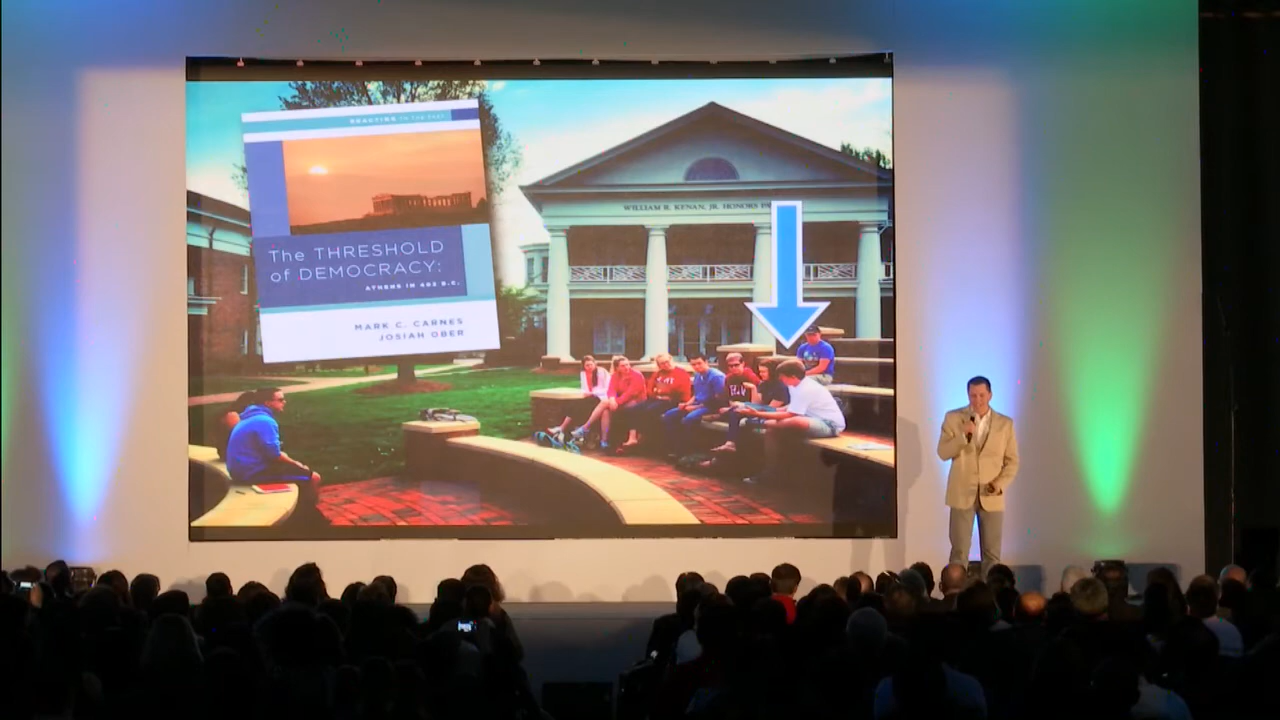 REACTING TO THE PAST
The THRESHOLD
of DEMOCRACY:
ATHENS IN 403 B.C.
MARK C. CARNES
JOSIAH OBER
WILLIAM R. KENAN, JR. HONORS